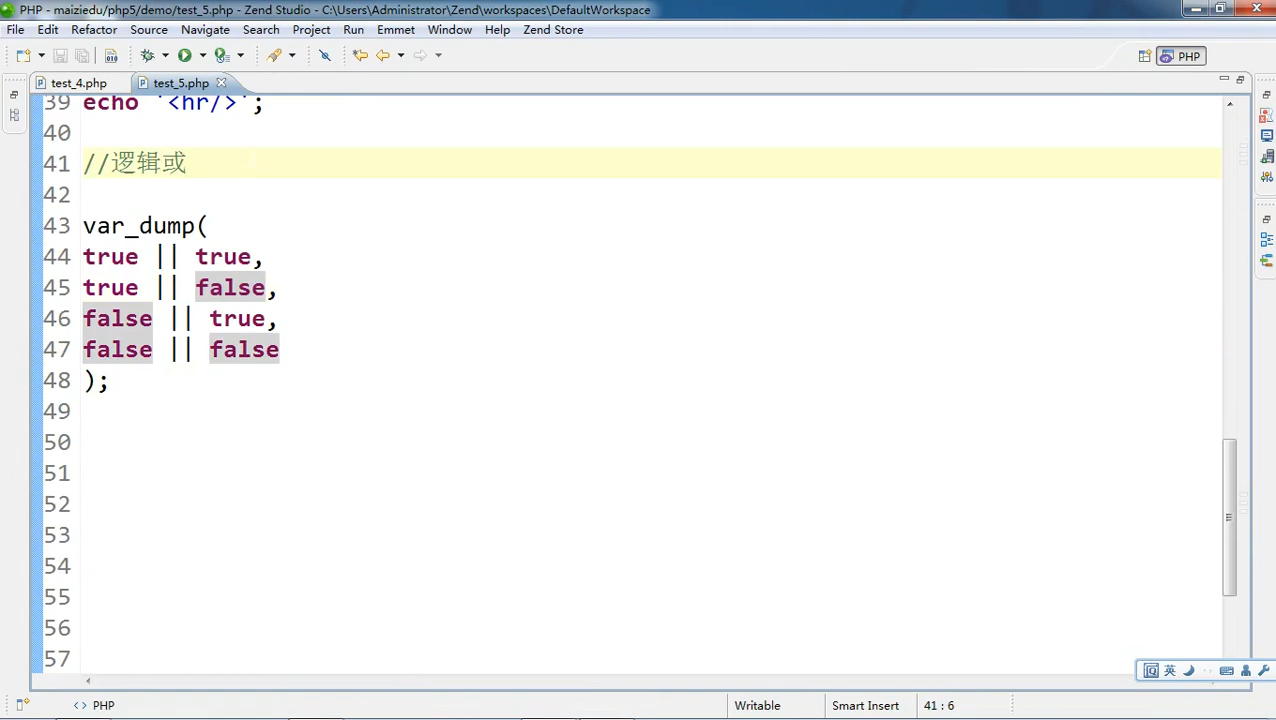 PHP - maiziedu/php5/demo/test_5.php - Zend Studio - C:\Users\Administrator\Zend\workspaces\DefaultWorkspace
File Edit Refactor Source Navigate Search Project Run Emmet Window Help Zend Store
PHP
test_4.php test_5.php
39 echo '<hr/>';
40
41 //逻辑或
42
43 var_dump(
44 true || true,
45 true || false,
46 false || true,
47 false || false
48 );
49
50
51
52
53
54
55
56
57
英
PHP Writable Smart Insert 41 : 6